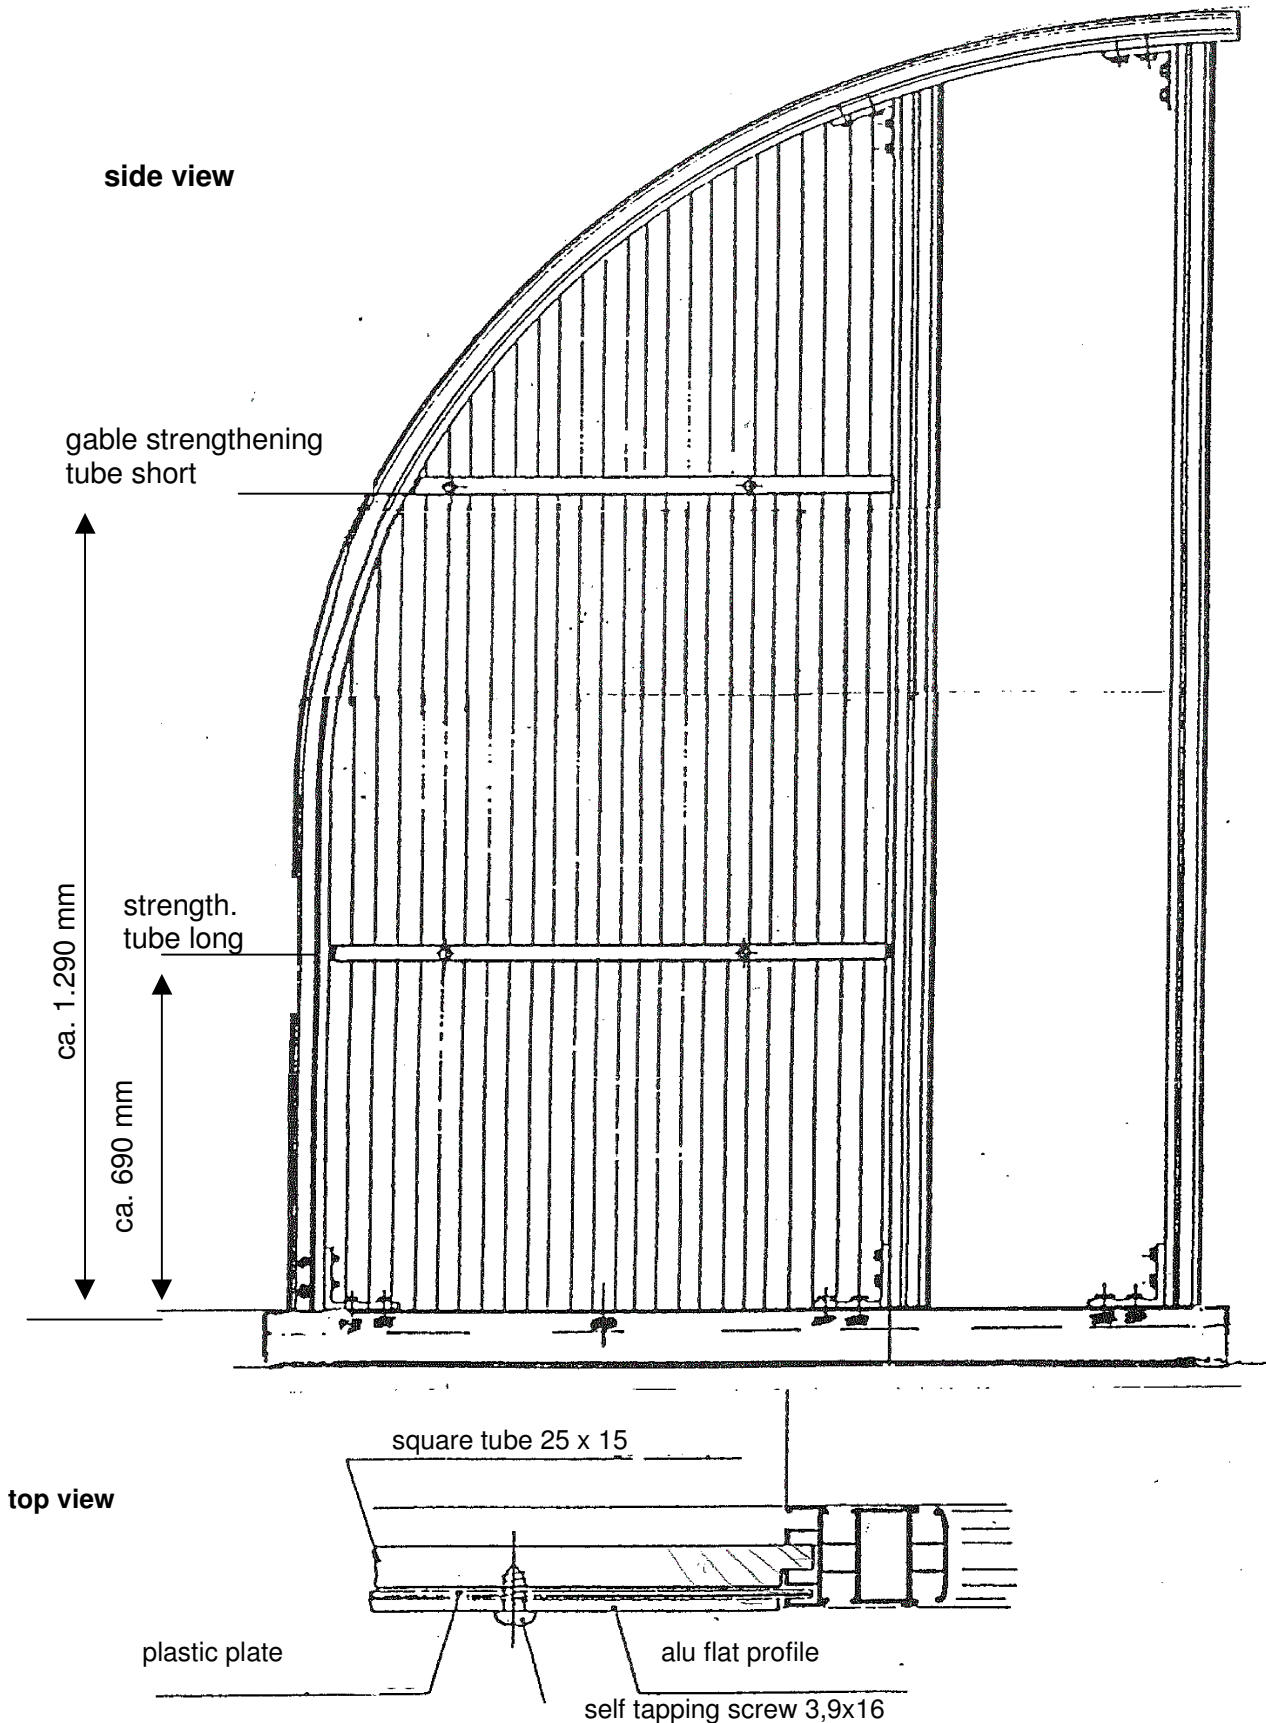 side view
gable strengthening
tube short
strength.
tube long
ca. 1.290 mm
ca. 690 mm
square tube 25 x 15
top view
plastic plate
alu flat profile
self tapping screw 3,9x16